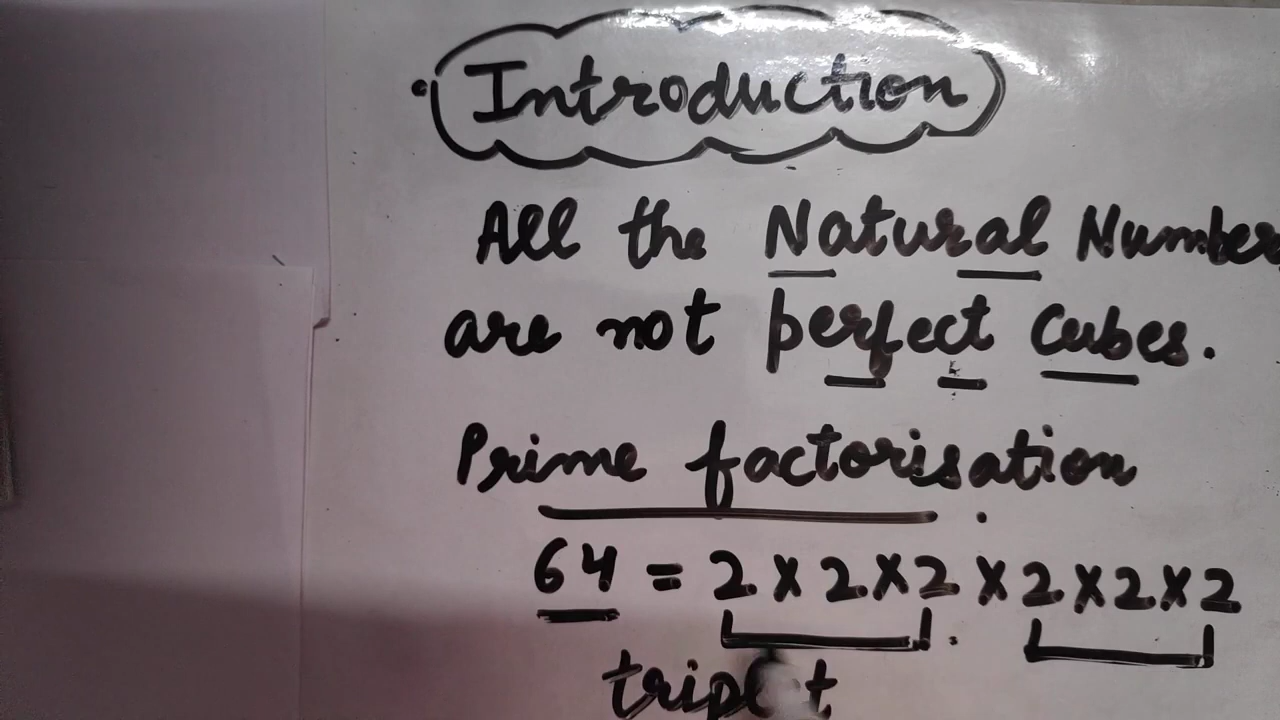 Introduction
All the Natural Number
are not perfect cubes.
Prime factorisation
64 = 2 x 2 x 2 x 2 x 2 x 2